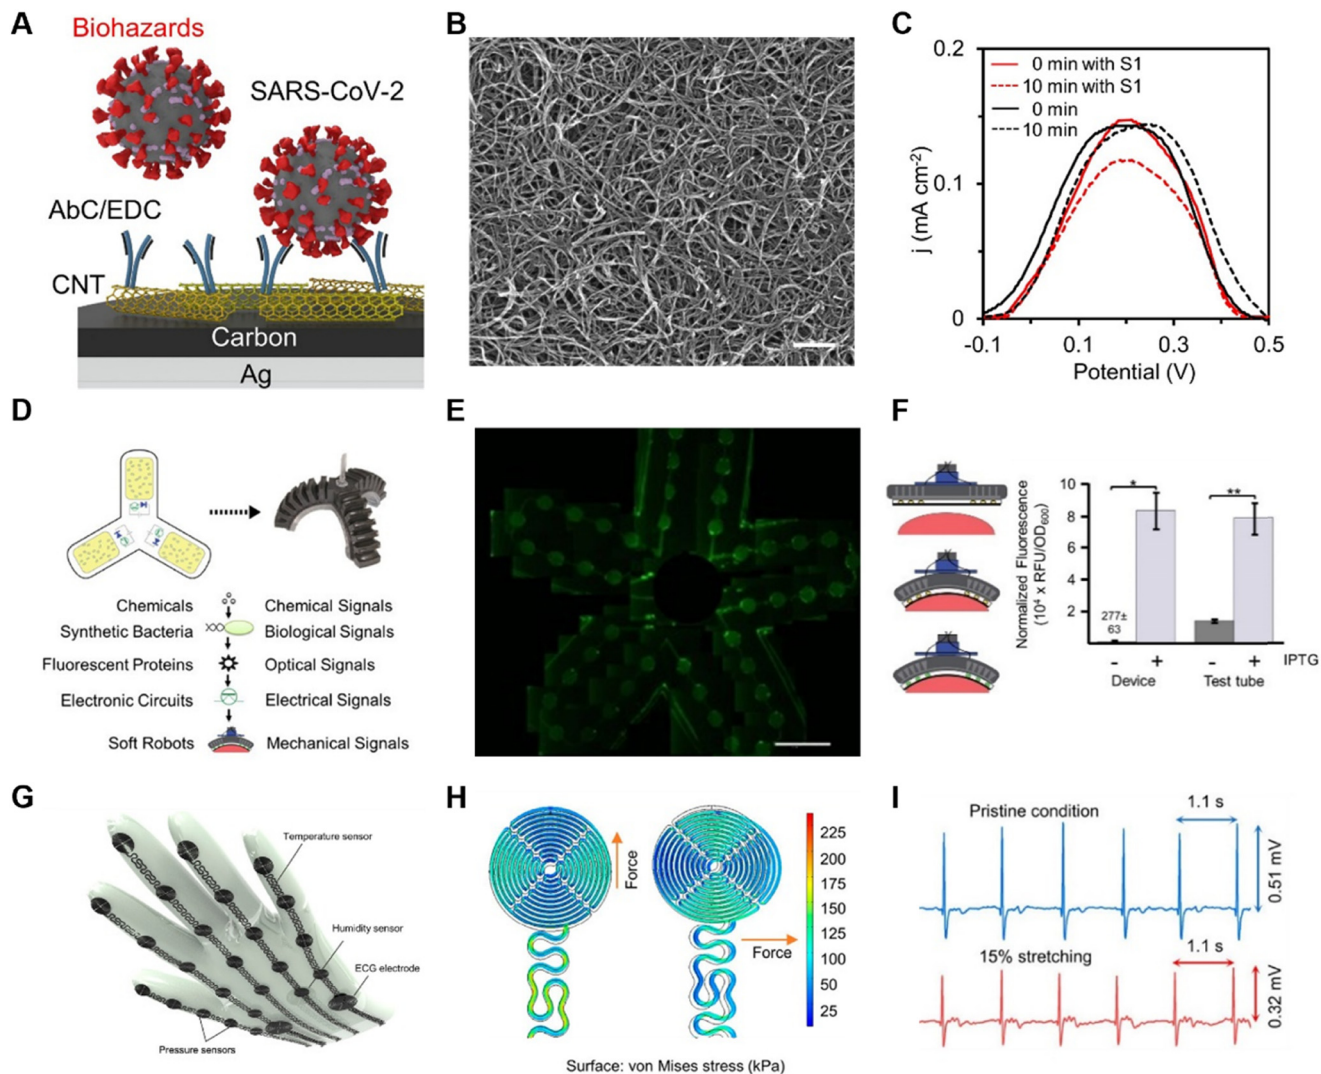 A
Biohazards
SARS-CoV-2
AbC/EDC
CNT
Carbon
Ag
B
C
0.2
0 min with S1
10 min with S1
0 min
10 min
j (mA cm-2)
0.1
0
-0.1
0.1
0.3
0.5
Potential (V)
D
Chemicals
Chemical Signals
Synthetic Bacteria
Biological Signals
Fluorescent Proteins
Optical Signals
Electronic Circuits
Electrical Signals
Soft Robots
Mechanical Signals
E
F
Normalized Fluorescence
(10⁴ x RFU/OD₆₀₀)
10
8
6
4
2
*
**
277±
63
- + - + IPTG
Device
Test tube
G
Temperature sensor
Humidity sensor
ECG electrode
Pressure sensors
H
Force
Force
225
200
175
150
125
100
75
50
25
Surface: von Mises stress (kPa)
I
Pristine condition
1.1 s
0.51 mV
15% stretching
1.1 s
0.32 mV